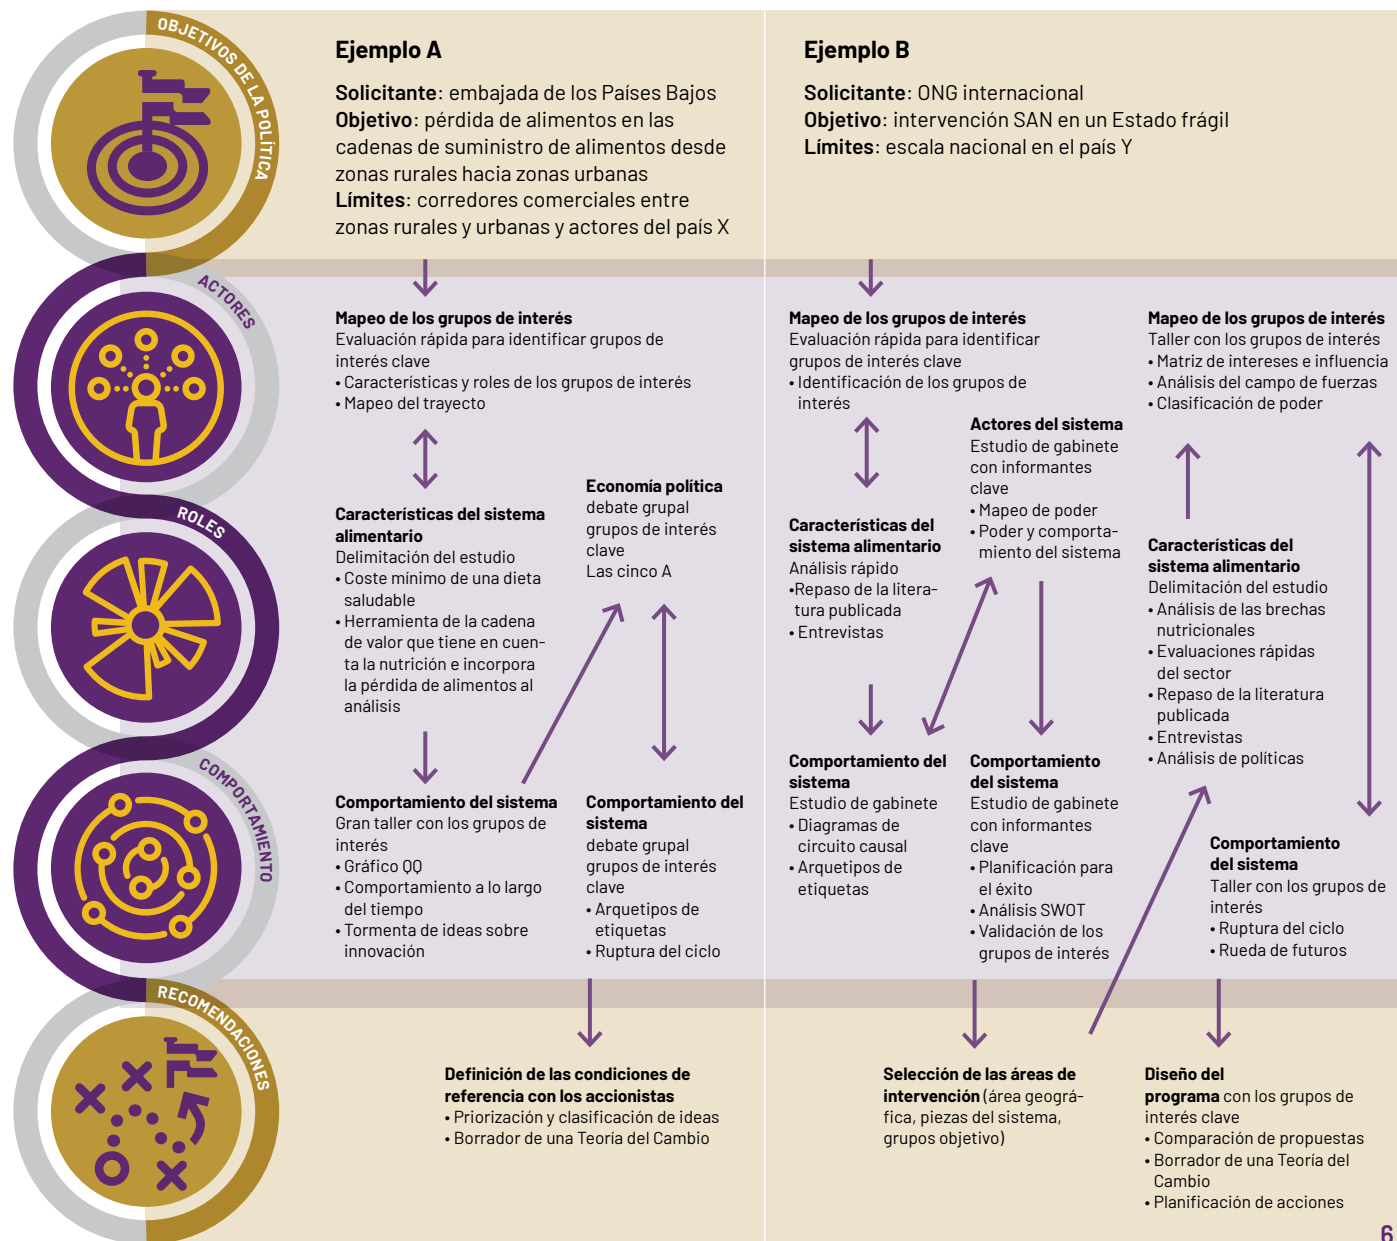 OBJETIVOS DE LA POLÍTICA
Ejemplo A
Solicitante: embajada de los Países Bajos
Objetivo: pérdida de alimentos en las
cadenas de suministro de alimentos desde
zonas rurales hacia zonas urbanas
Límites: corredores comerciales entre
zonas rurales y urbanas y actores del país X
Ejemplo B
Solicitante: ONG internacional
Objetivo: intervención SAN en un Estado frágil
Límites: escala nacional en el país Y
ACTORES
ROLES
COMPORTAMIENTO
Mapeo de los grupos de interés
Evaluación rápida para identificar grupos de
interés clave
• Características y roles de los grupos de interés
• Mapeo del trayecto
Características del sistema
alimentario
Delimitación del estudio
• Coste mínimo de una dieta
saludable
• Herramienta de la cadena
de valor que tiene en cuen-
ta la nutrición e incorpora
la pérdida de alimentos al
análisis
Economía política
debate grupal
grupos de interés
clave
Las cinco A
Comportamiento del sistema
Gran taller con los grupos de
interés
• Gráfico QQ
• Comportamiento a lo largo
del tiempo
• Tormenta de ideas sobre
innovación
Comportamiento del
sistema
debate grupal
grupos de interés
clave
• Arquetipos de
etiquetas
• Ruptura del ciclo
Mapeo de los grupos de interés
Evaluación rápida para identificar
grupos de interés clave
• Identificación de los grupos de
interés
Características del
sistema alimentario
Análisis rápido
•Repaso de la litera-
tura publicada
• Entrevistas
Actores del sistema
Estudio de gabinete
con informantes
clave
• Mapeo de poder
• Poder y comporta-
miento del sistema
Comportamiento del
sistema
Estudio de gabinete
• Diagramas de
circuito causal
• Arquetipos de
etiquetas
Comportamiento
del sistema
Estudio de gabinete
con informantes
clave
• Planificación para
el éxito
• Análisis SWOT
• Validación de los
grupos de interés
Mapeo de los grupos de interés
Taller con los grupos de interés
• Matriz de intereses e influencia
• Análisis del campo de fuerzas
• Clasificación de poder
Características del
sistema alimentario
Delimitación del estudio
• Análisis de las brechas
nutricionales
• Evaluaciones rápidas
del sector
• Repaso de la literatura
publicada
• Entrevistas
• Análisis de políticas
Comportamiento
del sistema
Taller con los grupos de
interés
• Ruptura del ciclo
• Rueda de futuros
RECOMENDACIONES
Definición de las condiciones de
referencia con los accionistas
• Priorización y clasificación de ideas
• Borrador de una Teoría del Cambio
Selección de las áreas de
intervención (área geográ-
fica, piezas del sistema,
grupos objetivo)
Diseño del
programa con los grupos de
interés clave
• Comparación de propuestas
• Borrador de una Teoría del
Cambio
• Planificación de acciones
6